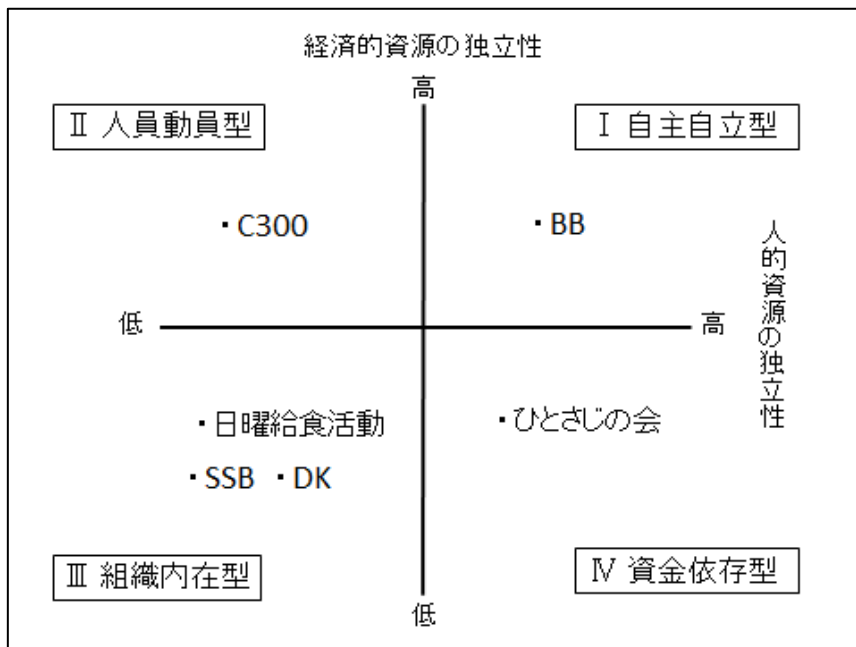 経済的資源の独立性
高
Ⅱ 人員動員型
Ⅰ 自主自立型
・C300
・BB
人的資源の独立性
低
高
・日曜給食活動
・ひとさじの会
・SSB ・DK
Ⅲ 組織内在型
Ⅳ 資金依存型
低